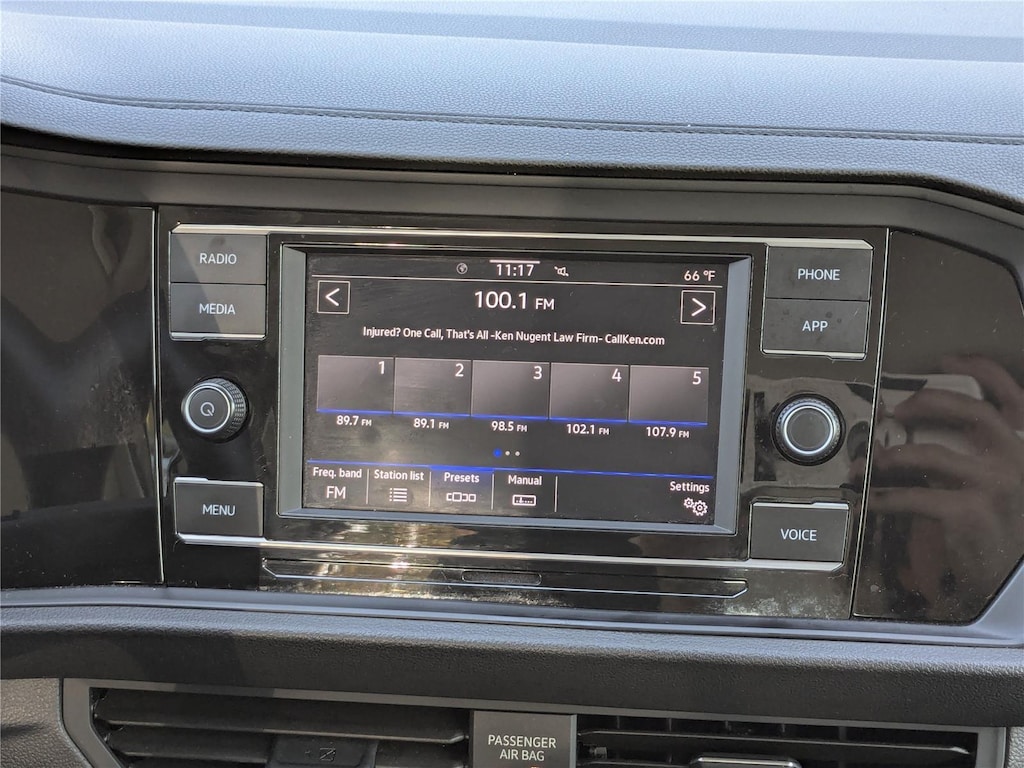 RADIO
MEDIA
MENU
11:17
66 °F
100.1 FM
Injured? One Call, That's All -Ken Nugent Law Firm- CallKen.com
1 2 3 4 5
89.7 FM 89.1 FM 98.5 FM 102.1 FM 107.9 FM
Freq. band Station list Presets Manual Settings
FM
PHONE
APP
VOICE
PASSENGER
AIR BAG